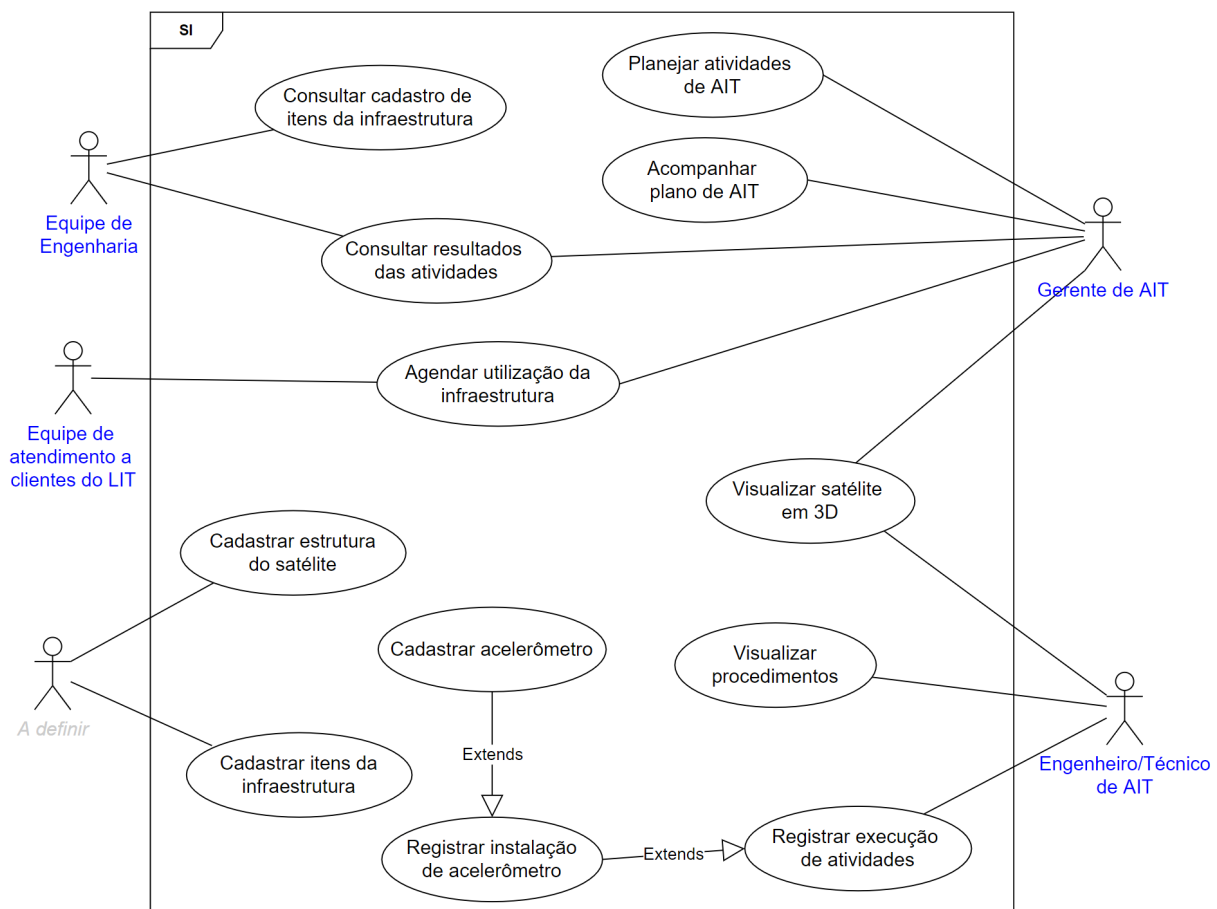 SI
Planejar atividades
de AIT
Consultar cadastro de
itens da infraestrutura
Acompanhar
plano de AIT
Equipe de
Engenharia
Consultar resultados
das atividades
Gerente de AIT
Agendar utilização da
infraestrutura
Equipe de
atendimento a
clientes do LIT
Visualizar satélite
em 3D
Cadastrar estrutura
do satélite
Cadastrar acelerômetro
Visualizar
procedimentos
A definir
Extends
Cadastrar itens da
infraestrutura
Engenheiro/Técnico
de AIT
Registrar instalação
de acelerômetro
Extends
Registrar execução
de atividades